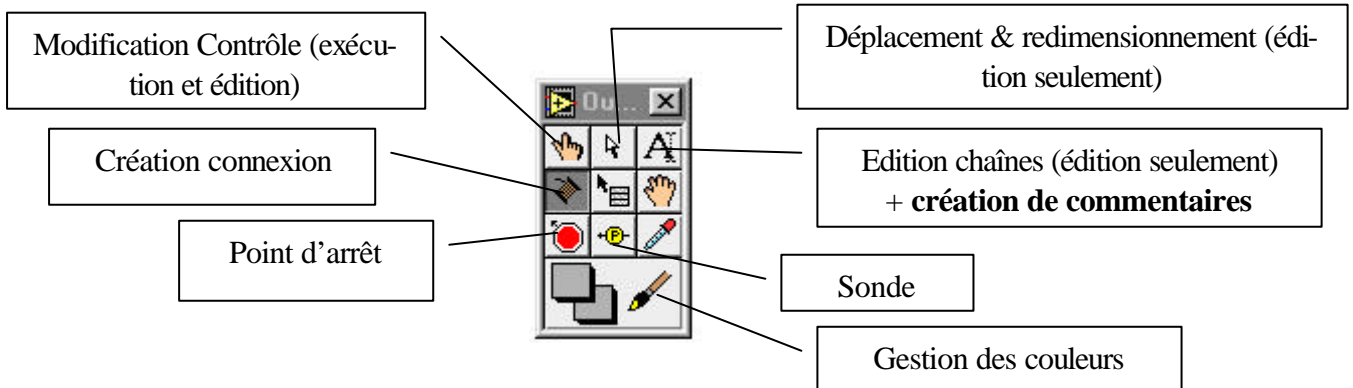 Modification Contrôle (exécu-
tion et édition)
Déplacement & redimensionnement (édi-
tion seulement)
Ou...
Création connexion
Edition chaînes (édition seulement)
+ création de commentaires
A
P
Point d'arrêt
Sonde
Gestion des couleurs